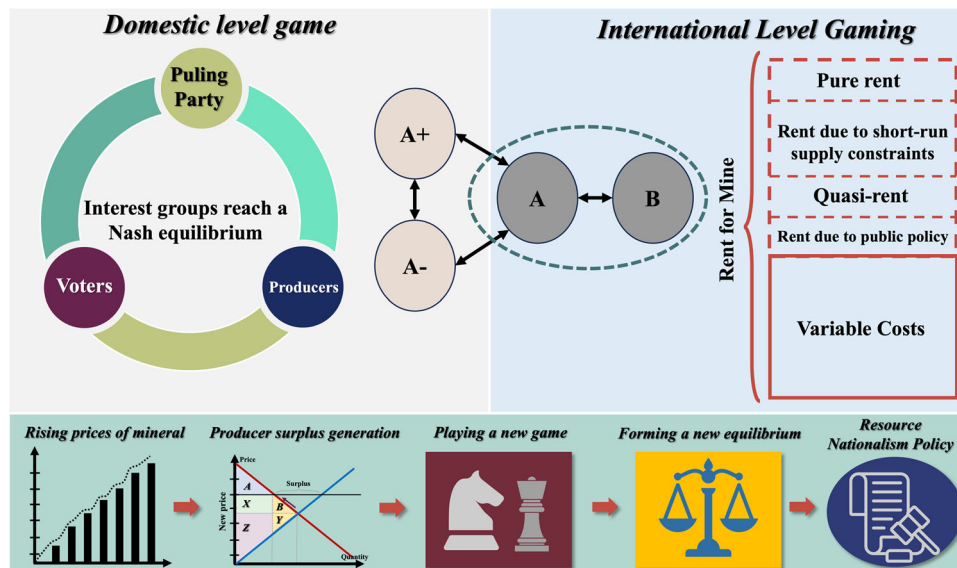 Domestic level game
International Level Gaming
Puling
Party
Interest groups reach a
Nash equilibrium
Voters
Producers
A+
A-
A
B
Rent for Mine
Pure rent
Rent due to short-run
supply constraints
Quasi-rent
Rent due to public policy
Variable Costs
Rising prices of mineral
Producer surplus generation
Playing a new game
Forming a new equilibrium
Resource
Nationalism Policy
Price
Surplus
New price
A
X
B
Z
Y
Quantity